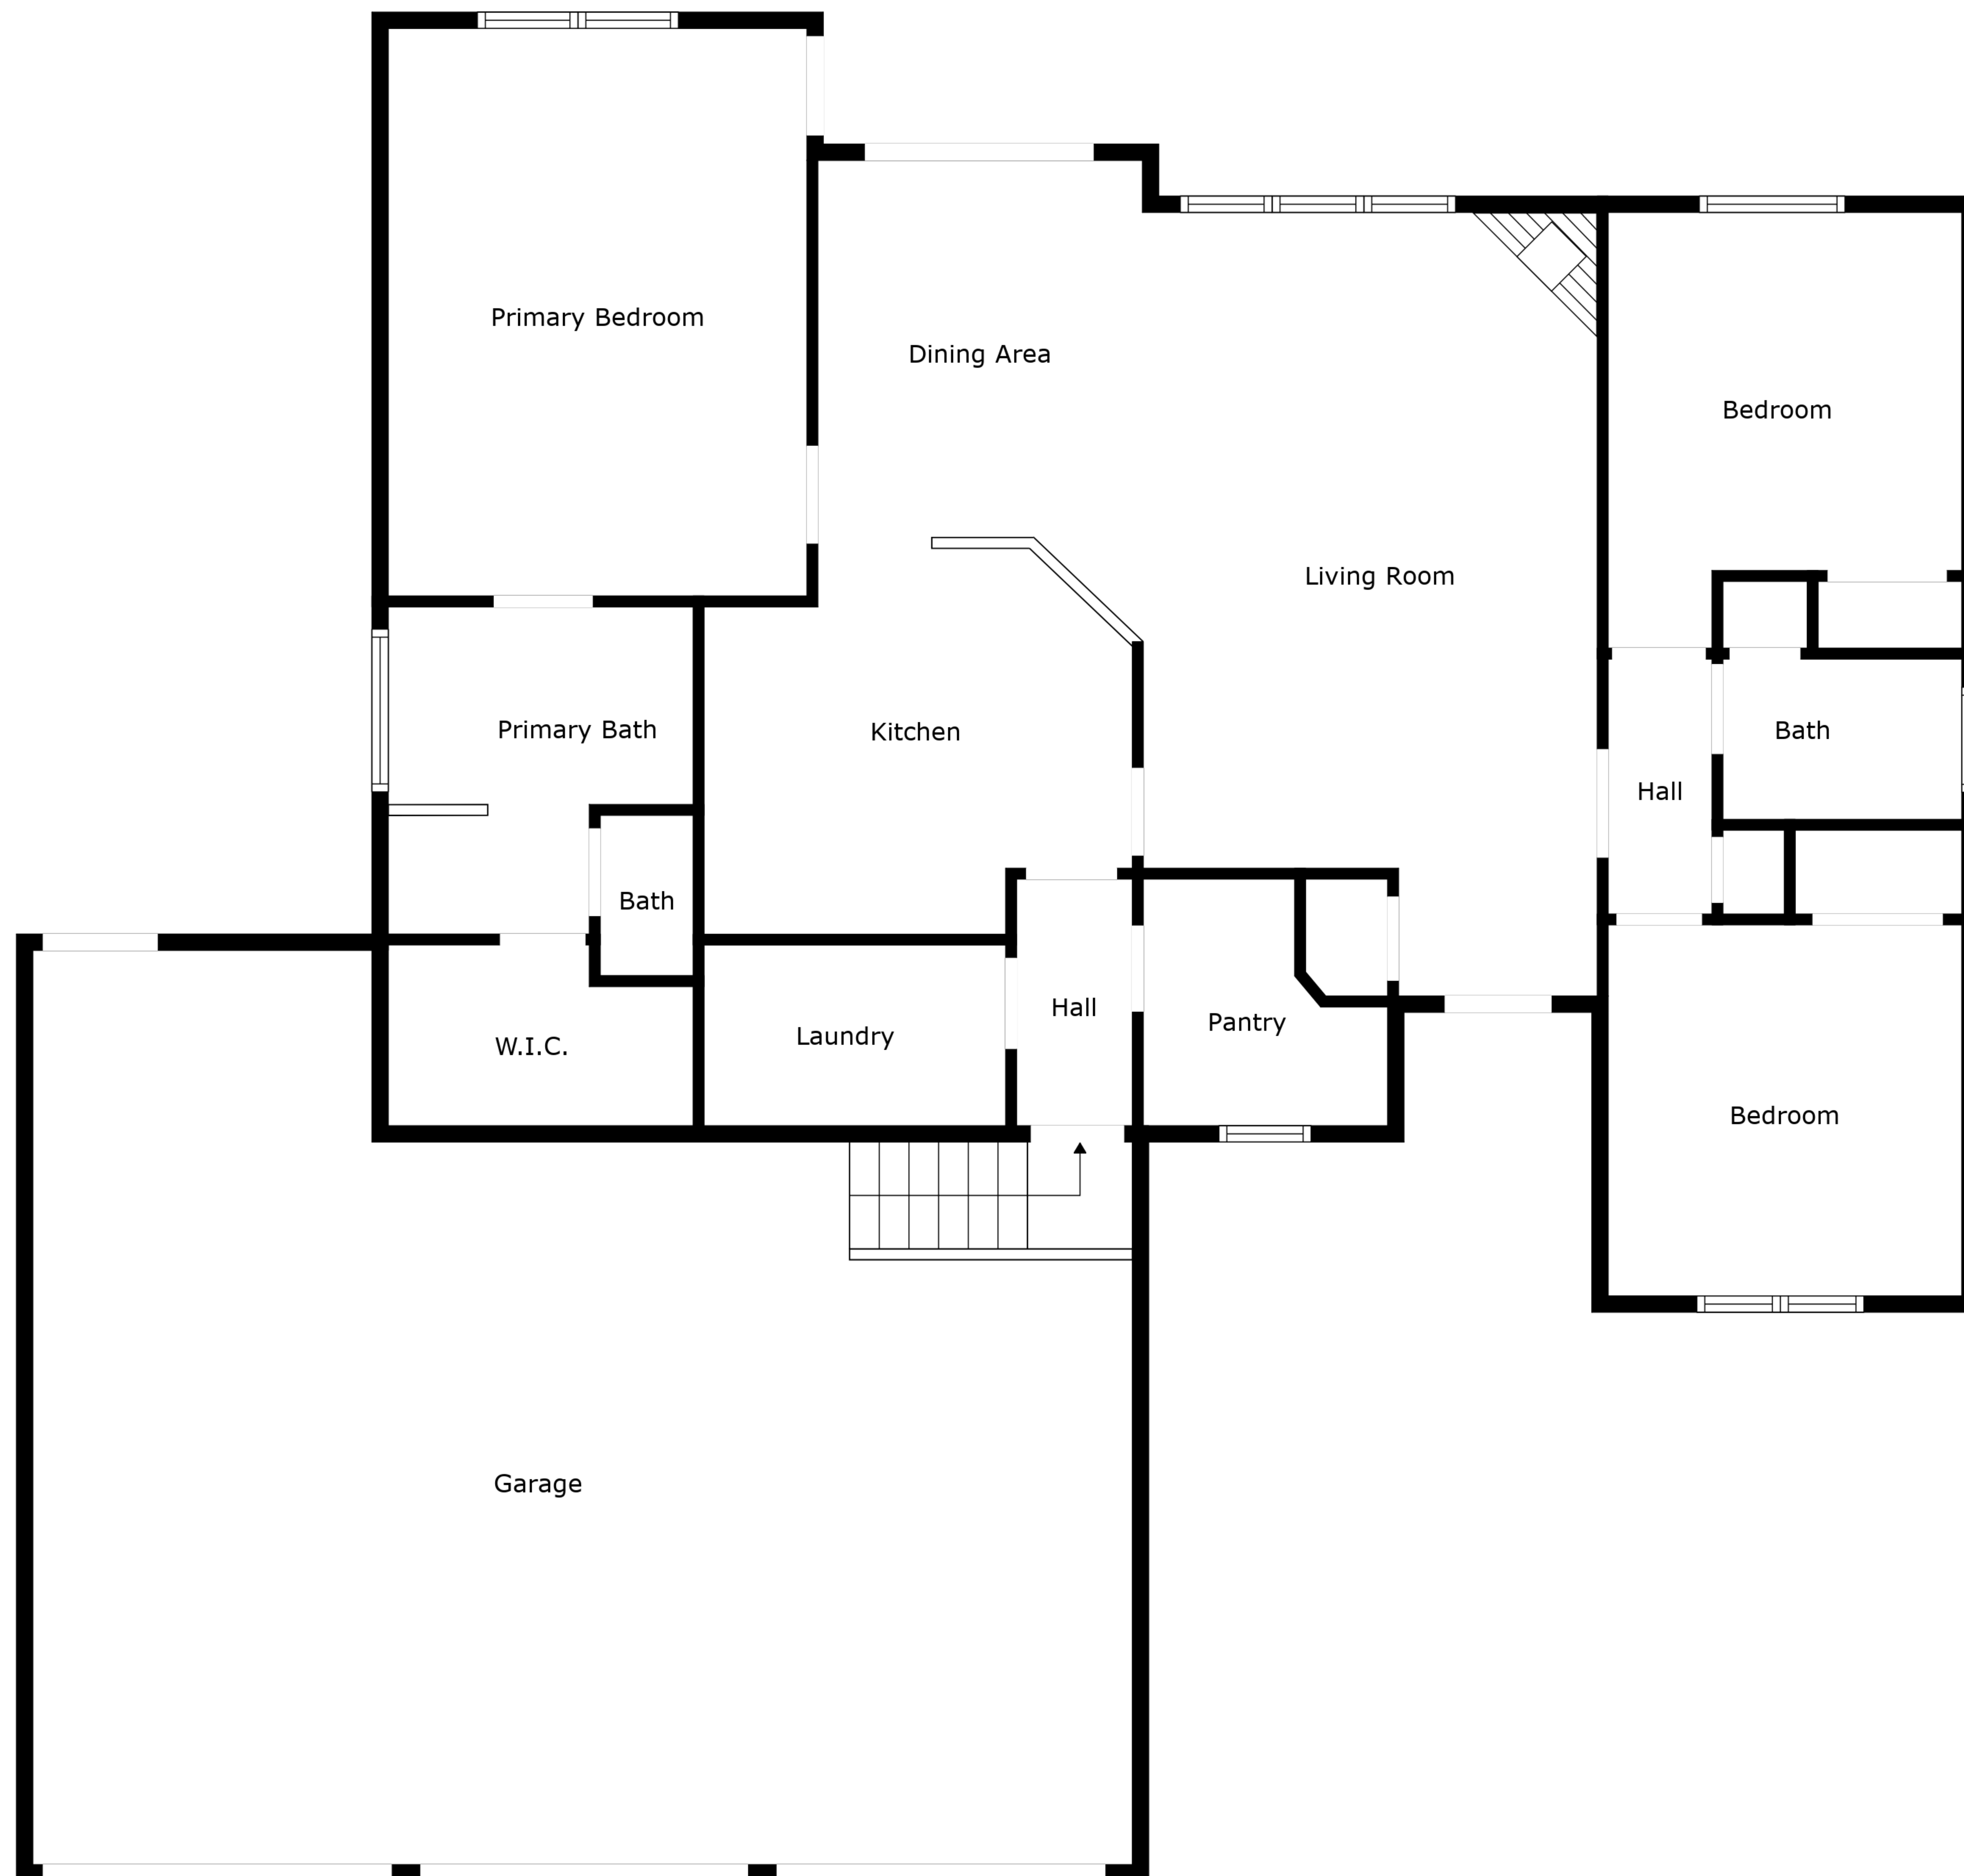 Primary Bedroom
Dining Area
Bedroom
Living Room
Primary Bath
Kitchen
Bath
Hall
Bath
Hall
Pantry
Laundry
W.I.C.
Bedroom
Garage